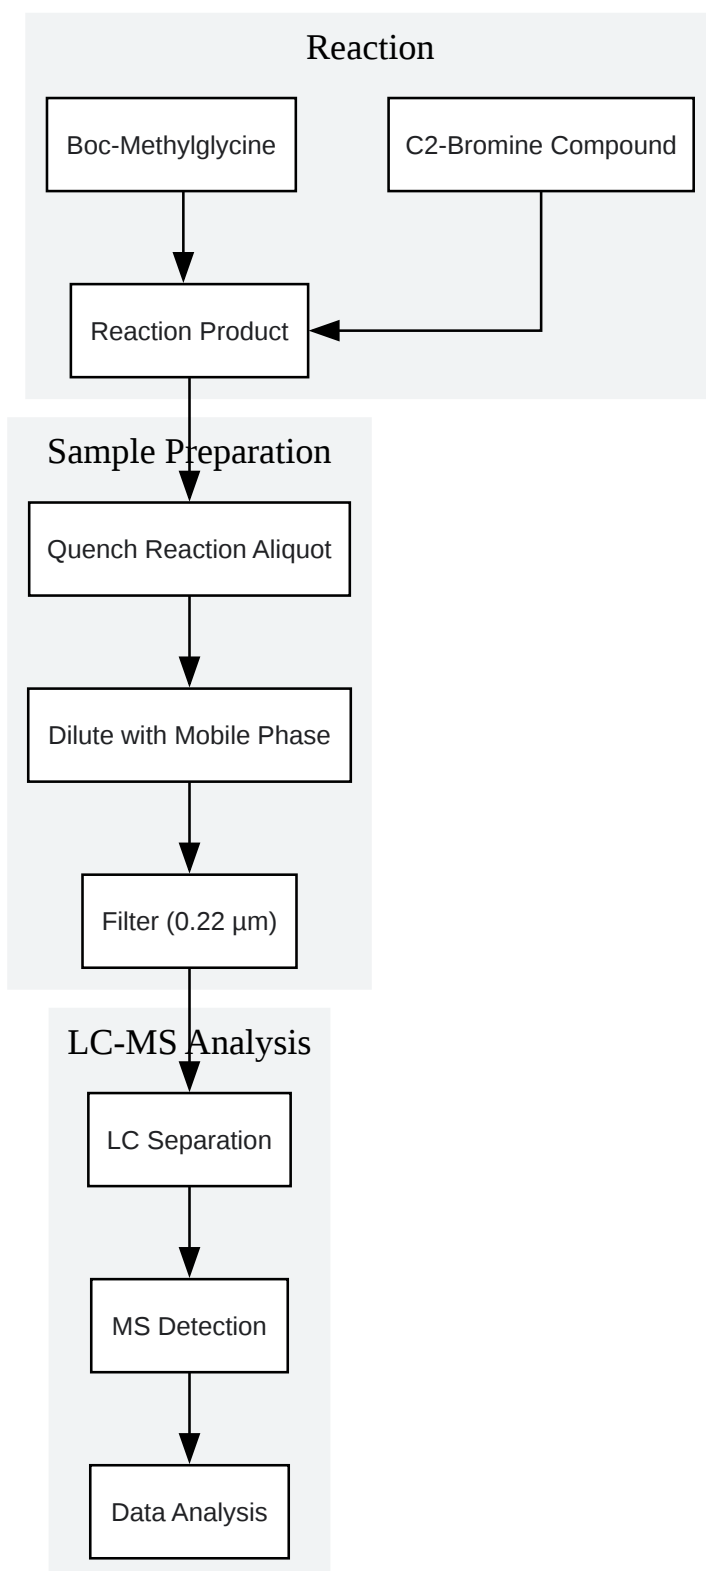 Reaction
Boc-Methylglycine
C2-Bromine Compound
Reaction Product
Sample Preparation
Quench Reaction Aliquot
Dilute with Mobile Phase
Filter (0.22 µm)
LC-MS Analysis
LC Separation
MS Detection
Data Analysis